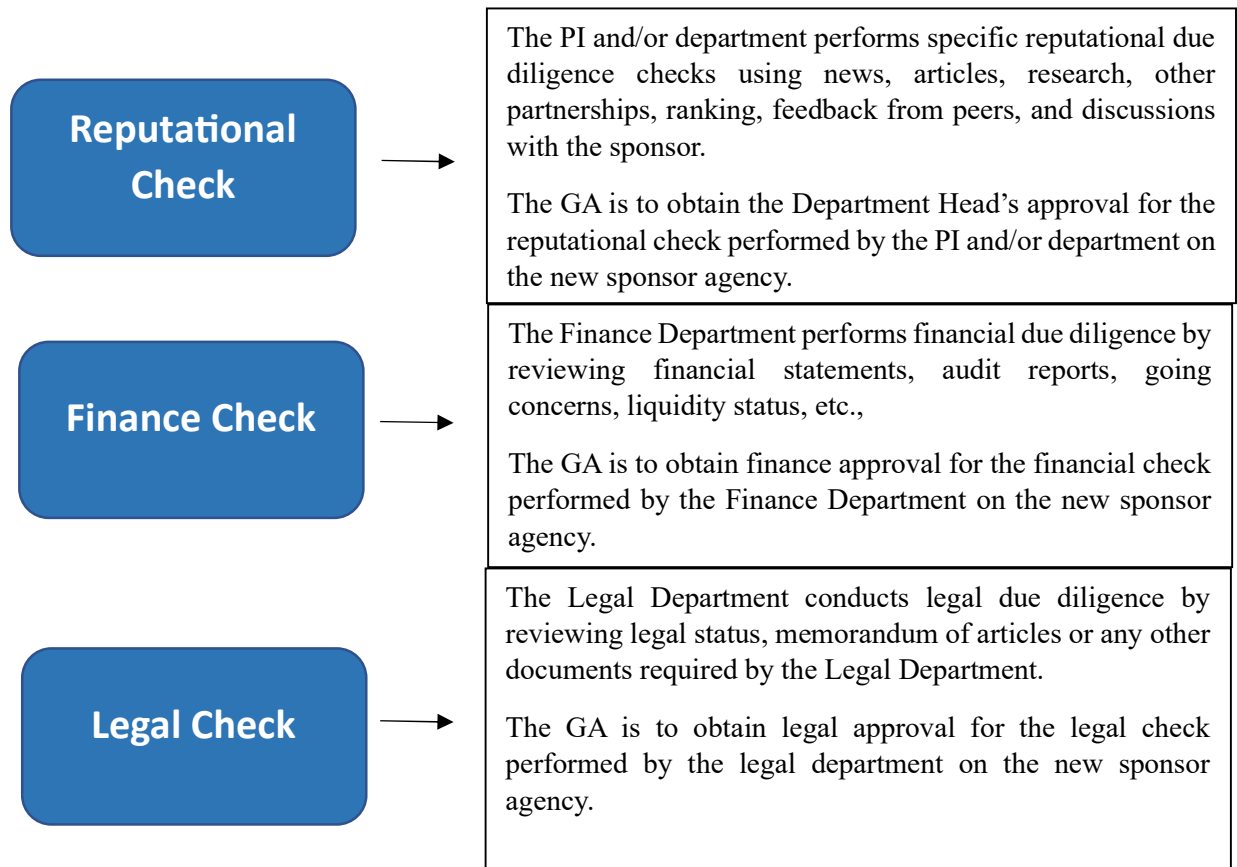 Reputational
Check
The PI and/or department performs specific reputational due
diligence checks using news, articles, research, other
partnerships, ranking, feedback from peers, and discussions
with the sponsor.
The GA is to obtain the Department Head’s approval for the
reputational check performed by the PI and/or department on
the new sponsor agency.
Finance Check
The Finance Department performs financial due diligence by
reviewing financial statements, audit reports, going
concerns, liquidity status, etc.,
The GA is to obtain finance approval for the financial check
performed by the Finance Department on the new sponsor
agency.
Legal Check
The Legal Department conducts legal due diligence by
reviewing legal status, memorandum of articles or any other
documents required by the Legal Department.
The GA is to obtain legal approval for the legal check
performed by the legal department on the new sponsor
agency.